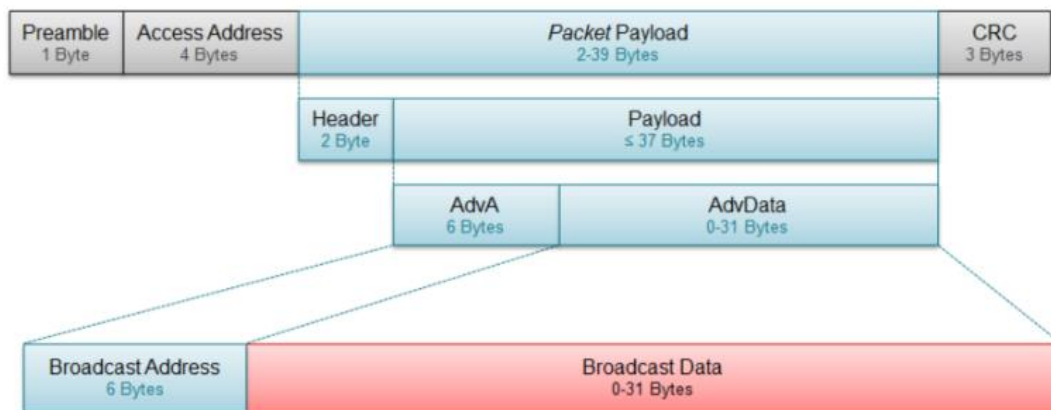 Preamble
1 Byte
Access Address
4 Bytes
Packet Payload
2-39 Bytes
CRC
3 Bytes
Header
2 Byte
Payload
≤ 37 Bytes
AdvA
6 Bytes
AdvData
0-31 Bytes
Broadcast Address
6 Bytes
Broadcast Data
0-31 Bytes